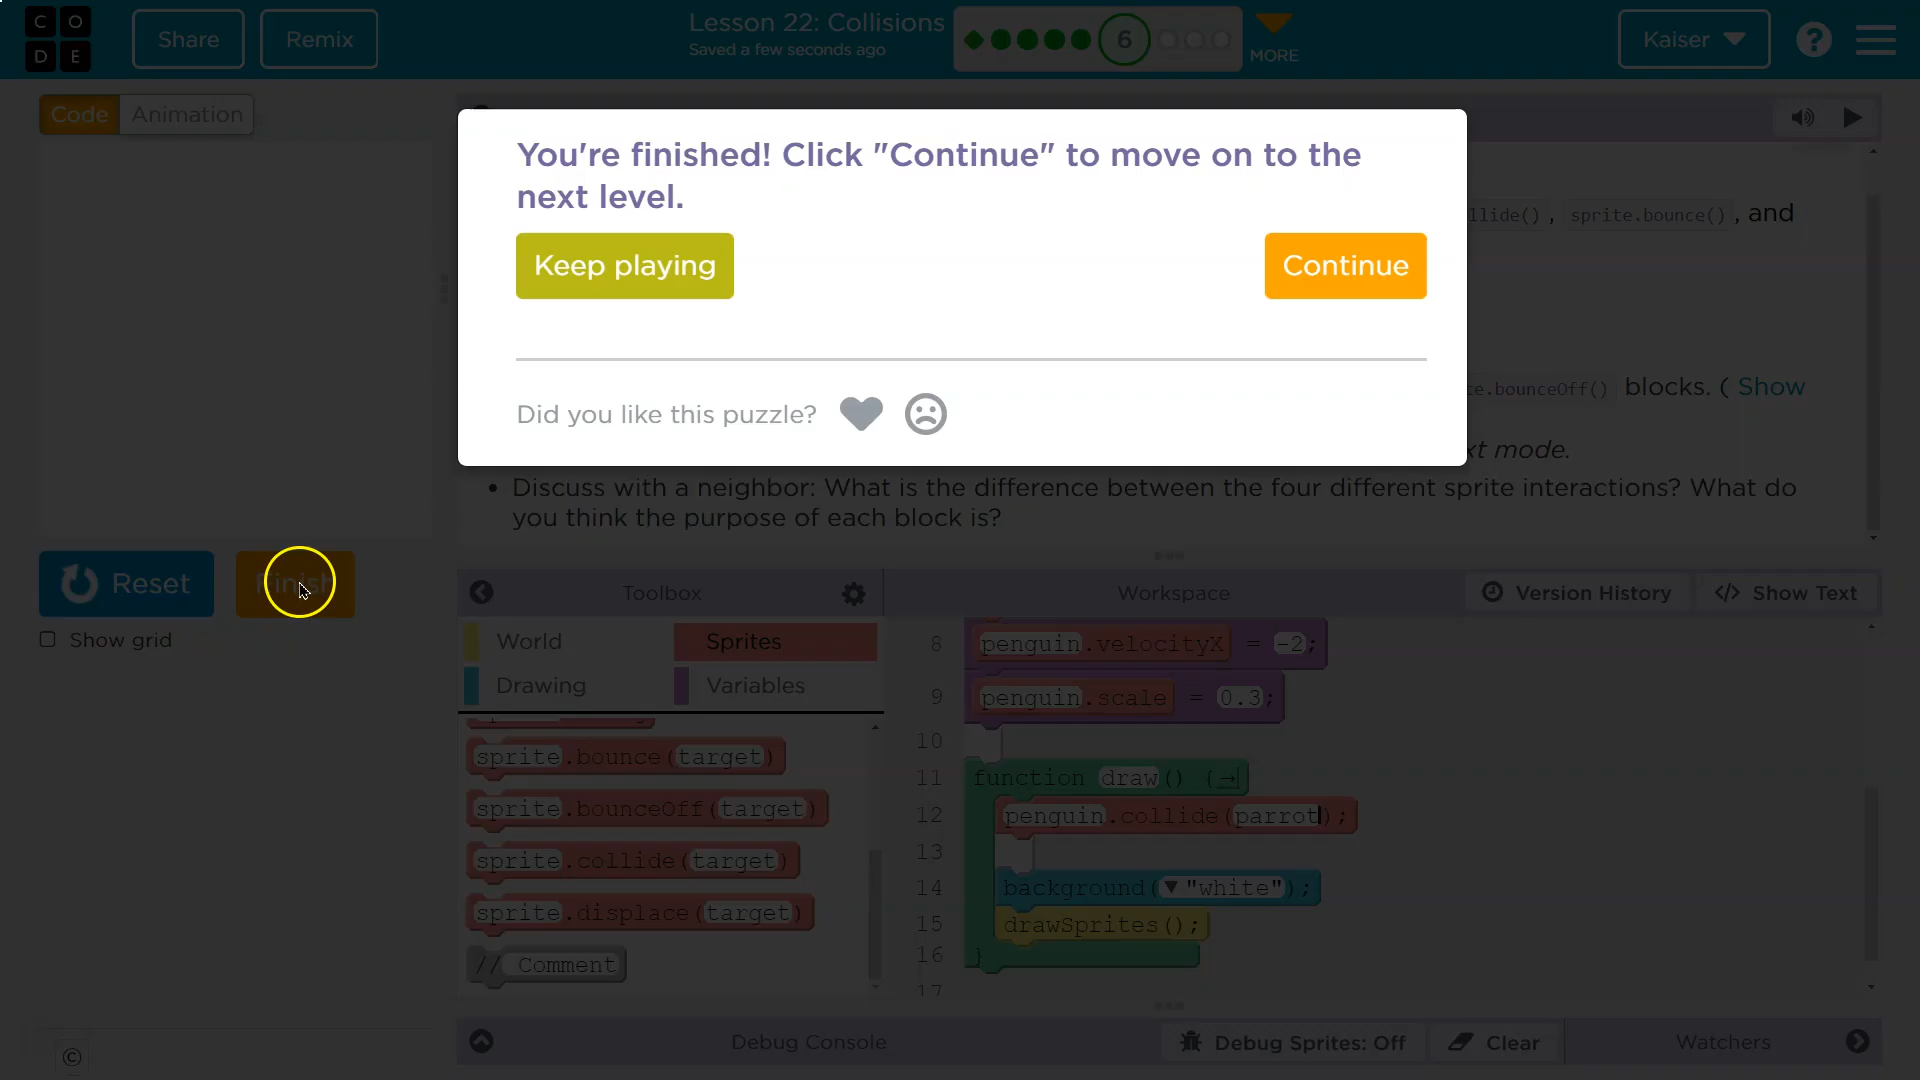 CO
DE
Share
Remix
Lesson 22: Collisions
Saved a few seconds ago
6
MORE
Kaiser
?
Code
Animation
You're finished! Click "Continue" to move on to the
next level.
Keep playing
Continue
Did you like this puzzle?
llide(), sprite.bounce(), and
te.bounceOff() blocks. ( Show
xt mode.
• Discuss with a neighbor: What is the difference between the four different sprite interactions? What do
you think the purpose of each block is?
Reset
Finish
Show grid
Toolbox
Workspace
Version History
</> Show Text
World
Sprites
Drawing
Variables
sprite.bounce(target)
sprite.bounceOff(target)
sprite.collide(target)
sprite.displace(target)
// Comment
8 penguin.velocityX = -2;
9 penguin.scale = 0.3;
10
11 function draw() {→
12 penguin.collide(parrot);
13
14 background(▼"white");
15 drawSprites();
16 }
17
©
Debug Console
Debug Sprites: Off
Clear
Watchers